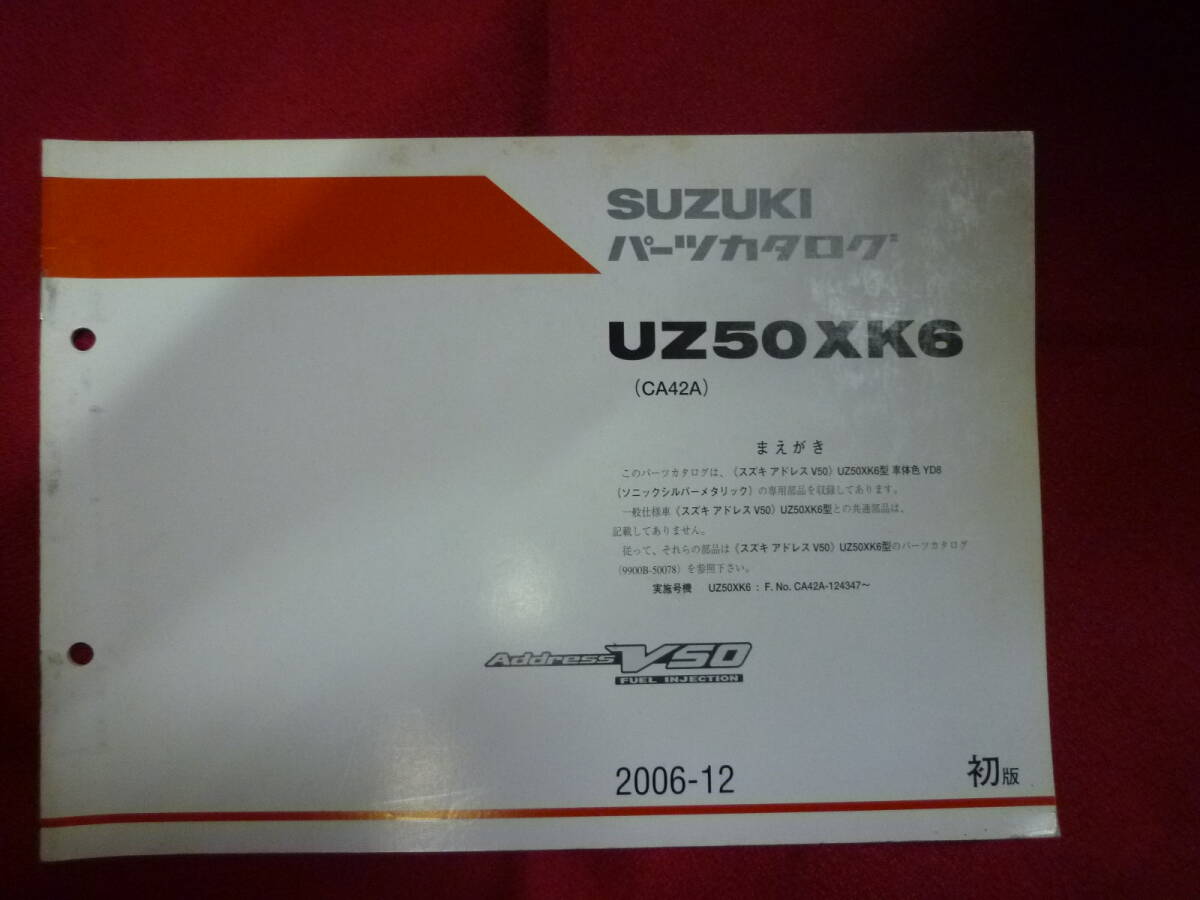 SUZUKI
パーツカタログ
UZ50XK6
(CA42A)
まえがき
このパーツカタログは、〈スズキ アドレス V50〉UZ50XK6型 車体色 YD8
(ソニックシルバーメタリック)の専用部品を収録してあります。
一般仕様車〈スズキ アドレス V50〉UZ50XK6型との共通部品は、
記載してありません。
従って、それらの部品は〈スズキ アドレス V50〉UZ50XK6型のパーツカタログ
(9900B-50078)を参照下さい。
実施号機 UZ50XK6 : F. No. CA42A-124347〜
Address V50
FUEL INJECTION
2006-12
初版